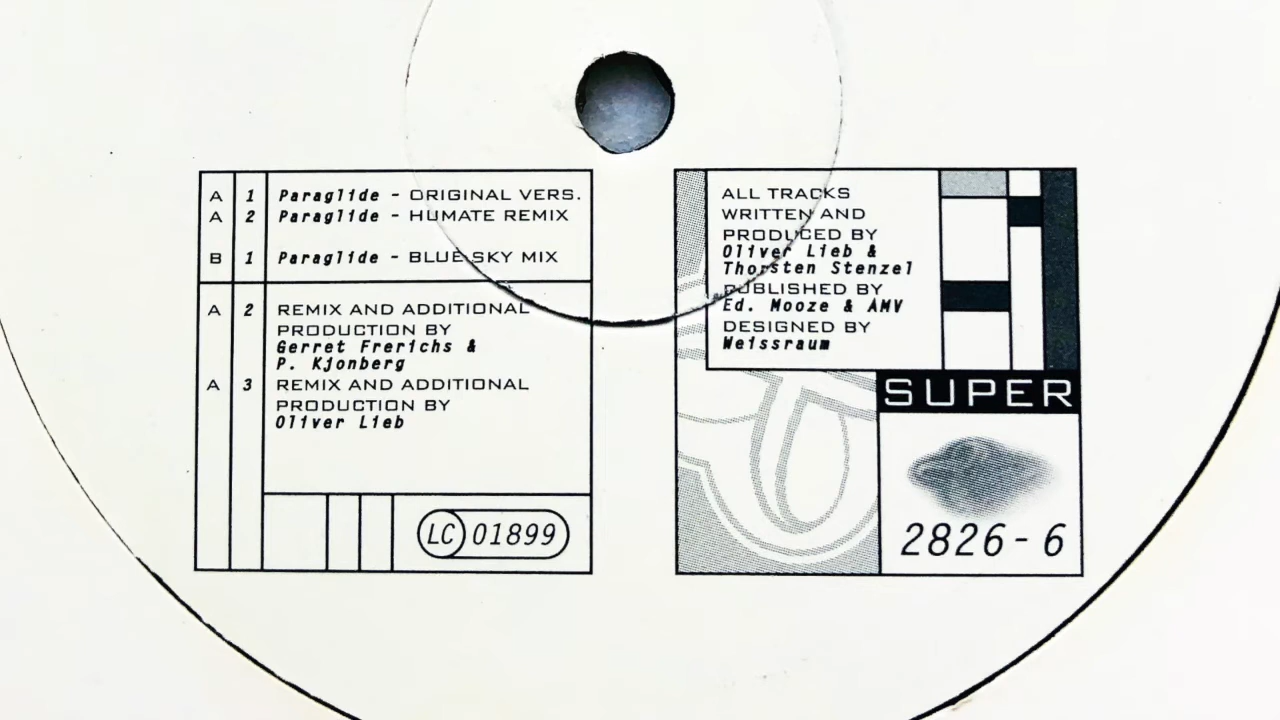 A 1 Paraglide - ORIGINAL VERS.
A 2 Paraglide - HUMATE REMIX
B 1 Paraglide - BLUE SKY MIX
A 2 REMIX AND ADDITIONAL
PRODUCTION BY
Gerret Frerichs &
P. Kjonberg
A 3 REMIX AND ADDITIONAL
PRODUCTION BY
Oliver Lieb
LC 01899
ALL TRACKS
WRITTEN AND
PRODUCED BY
Oliver Lieb &
Thorsten Stenzel
PUBLISHED BY
Ed. Mooze & AMV
DESIGNED BY
Weissraum
SUPER
2826-6